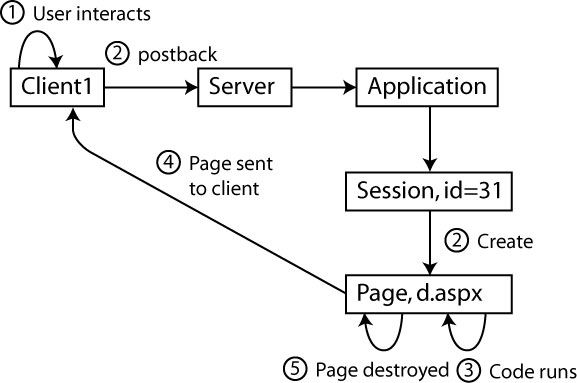 ① User interacts
② postback
Client1
Server
Application
④ Page sent
to client
Session, id=31
② Create
Page, d.aspx
⑤ Page destroyed
③ Code runs